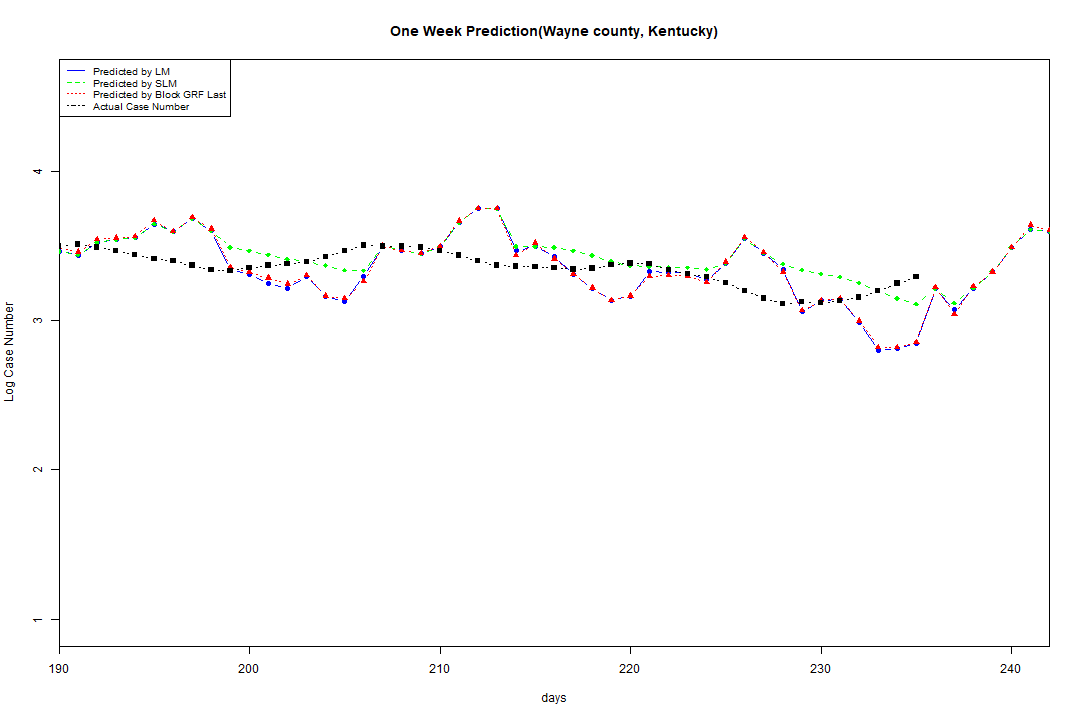 One Week Prediction(Wayne county, Kentucky)
Predicted by LM
Predicted by SLM
Predicted by Block GRF Last
Actual Case Number
4
3
2
1
Log Case Number
190 200 210 220 230 240
days